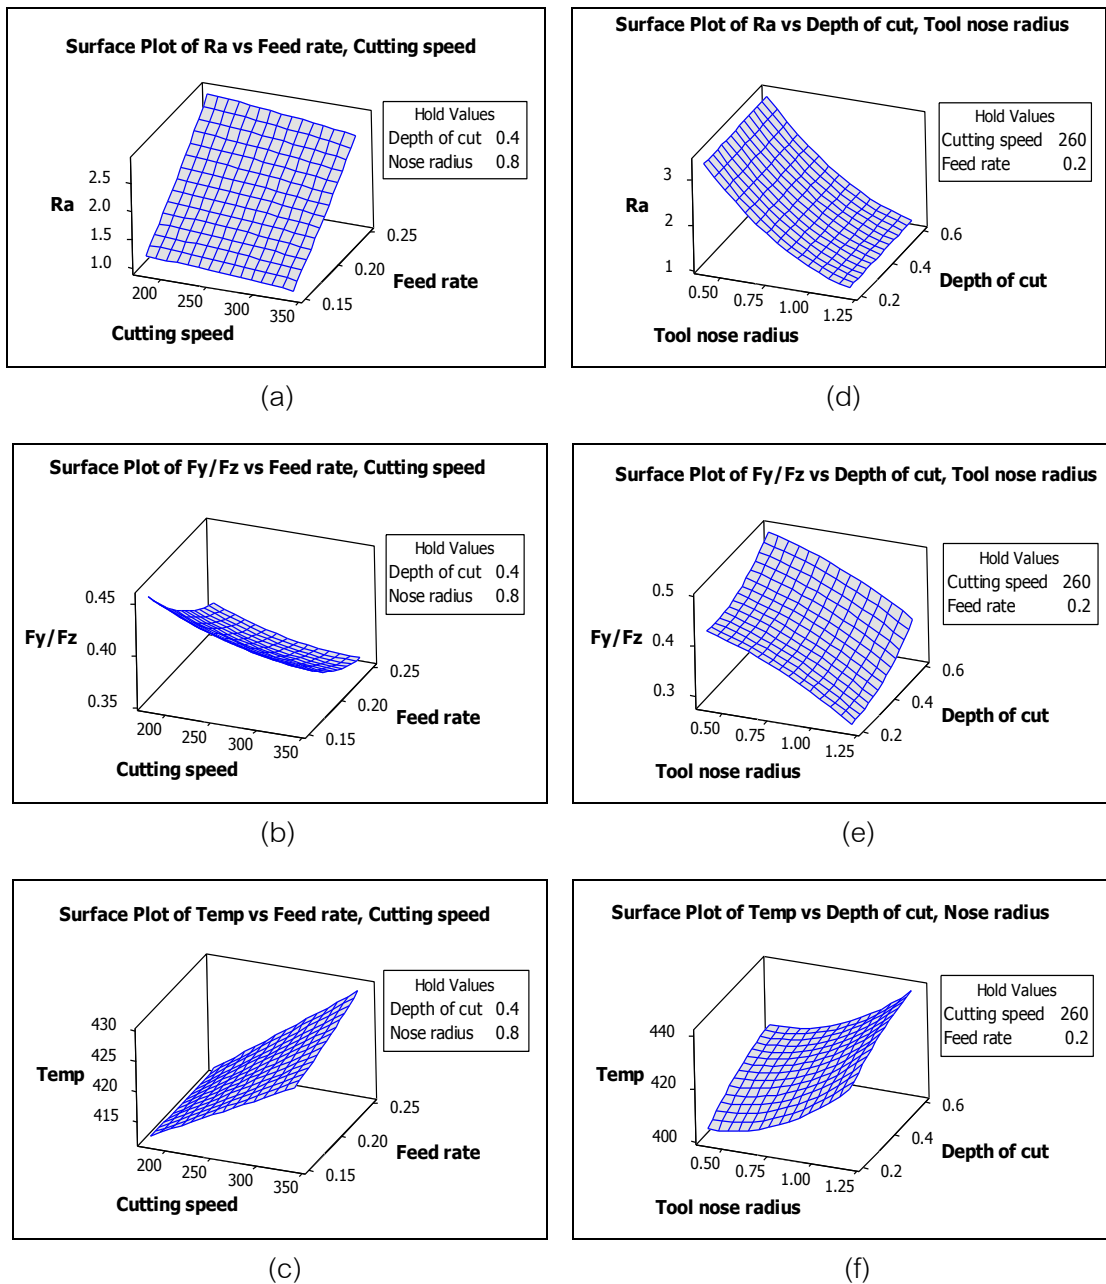 Surface Plot of Ra vs Feed rate, Cutting speed
Hold Values
Depth of cut 0.4
Nose radius 0.8
2.5
2.0
1.5
1.0
Ra
0.25
0.20
0.15
Feed rate
200
250
300
350
Cutting speed
(a)
Surface Plot of Ra vs Depth of cut, Tool nose radius
Hold Values
Cutting speed 260
Feed rate 0.2
3
2
1
Ra
0.6
0.4
0.2
Depth of cut
0.50
0.75
1.00
1.25
Tool nose radius
(d)
Surface Plot of Fy/Fz vs Feed rate, Cutting speed
Hold Values
Depth of cut 0.4
Nose radius 0.8
0.45
0.40
0.35
Fy/Fz
0.25
0.20
0.15
Feed rate
200
250
300
350
Cutting speed
(b)
Surface Plot of Fy/Fz vs Depth of cut, Tool nose radius
Hold Values
Cutting speed 260
Feed rate 0.2
0.5
0.4
0.3
Fy/Fz
0.6
0.4
0.2
Depth of cut
0.50
0.75
1.00
1.25
Tool nose radius
(e)
Surface Plot of Temp vs Feed rate, Cutting speed
Hold Values
Depth of cut 0.4
Nose radius 0.8
430
425
420
415
Temp
0.25
0.20
0.15
Feed rate
200
250
300
350
Cutting speed
(c)
Surface Plot of Temp vs Depth of cut, Nose radius
Hold Values
Cutting speed 260
Feed rate 0.2
440
420
400
Temp
0.6
0.4
0.2
Depth of cut
0.50
0.75
1.00
1.25
Tool nose radius
(f)